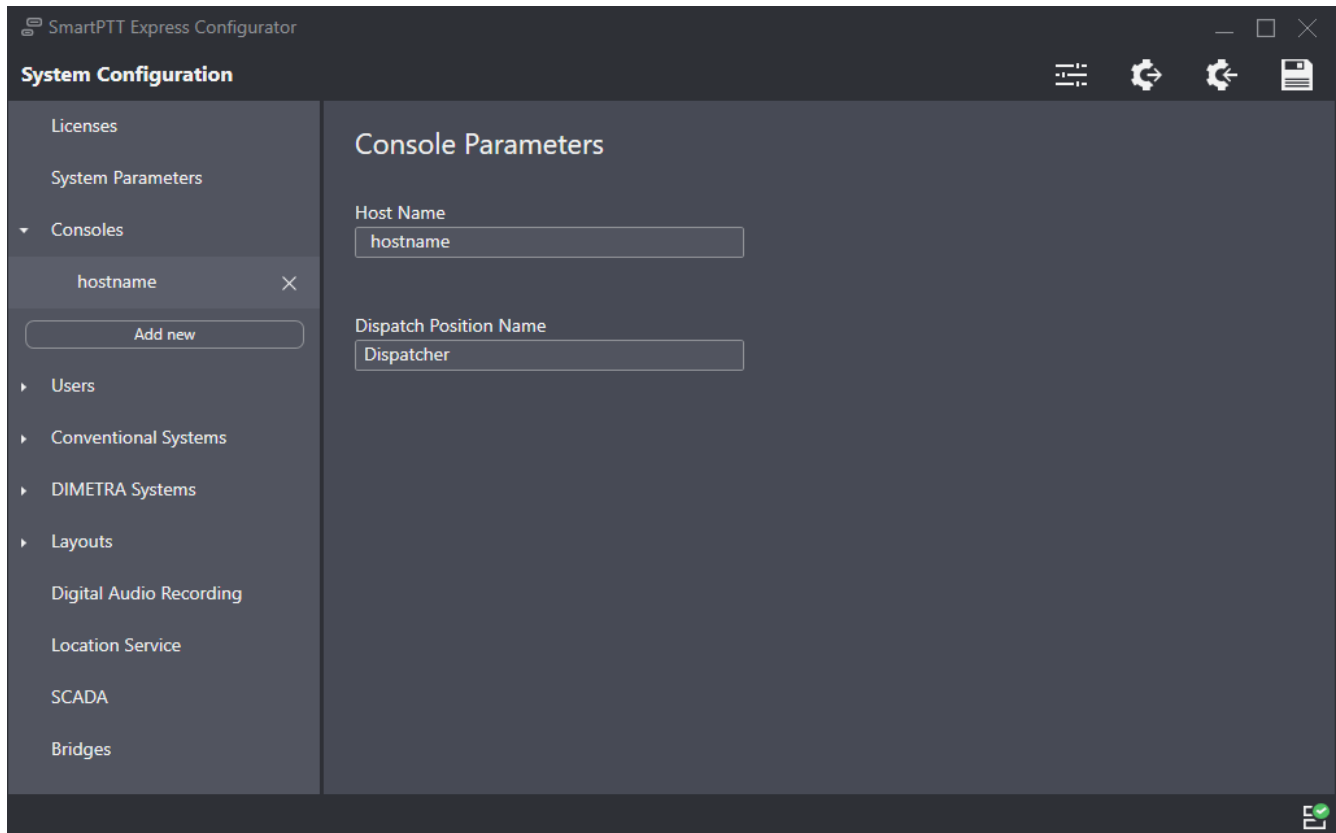 SmartPTT Express Configurator
System Configuration
Licenses
System Parameters
Consoles
hostname
Add new
Users
Conventional Systems
DIMETRA Systems
Layouts
Digital Audio Recording
Location Service
SCADA
Bridges
Console Parameters
Host Name
hostname
Dispatch Position Name
Dispatcher